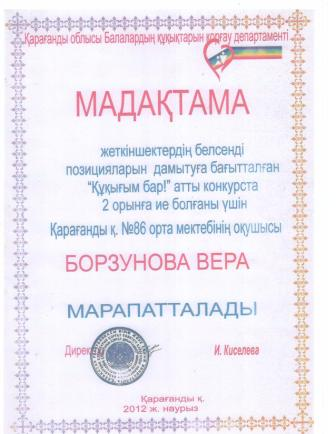 Қарағанды облысы Балалардың құқықтарын қорғау департаменті
МАДАҚТАМА
жеткіншектердің белсенді
позицияларын дамытуға бағытталған
“Құқығым бар!” атты конкурста
2 орынға ие болғаны үшін
Қарағанды қ. №86 орта мектебінің оқушысы
БОРЗУНОВА ВЕРА
МАРАПАТТАЛАДЫ
И. Киселева
Қарағанды қ.
2012 ж. наурыз